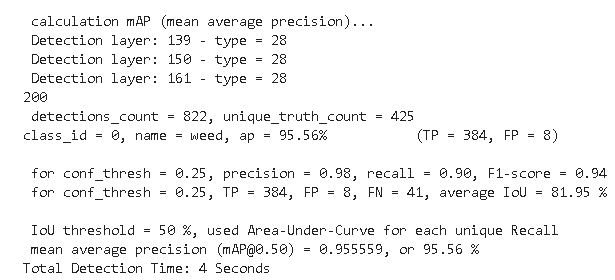 calculation mAP (mean average precision)...
Detection layer: 139 - type = 28
Detection layer: 150 - type = 28
Detection layer: 161 - type = 28
200
detections_count = 822, unique_truth_count = 425
class_id = 0, name = weed, ap = 95.56% (TP = 384, FP = 8)
for conf_thresh = 0.25, precision = 0.98, recall = 0.90, F1-score = 0.94
for conf_thresh = 0.25, TP = 384, FP = 8, FN = 41, average IoU = 81.95 %
IoU threshold = 50 %, used Area-Under-Curve for each unique Recall
mean average precision (mAP@0.50) = 0.955559, or 95.56 %
Total Detection Time: 4 Seconds